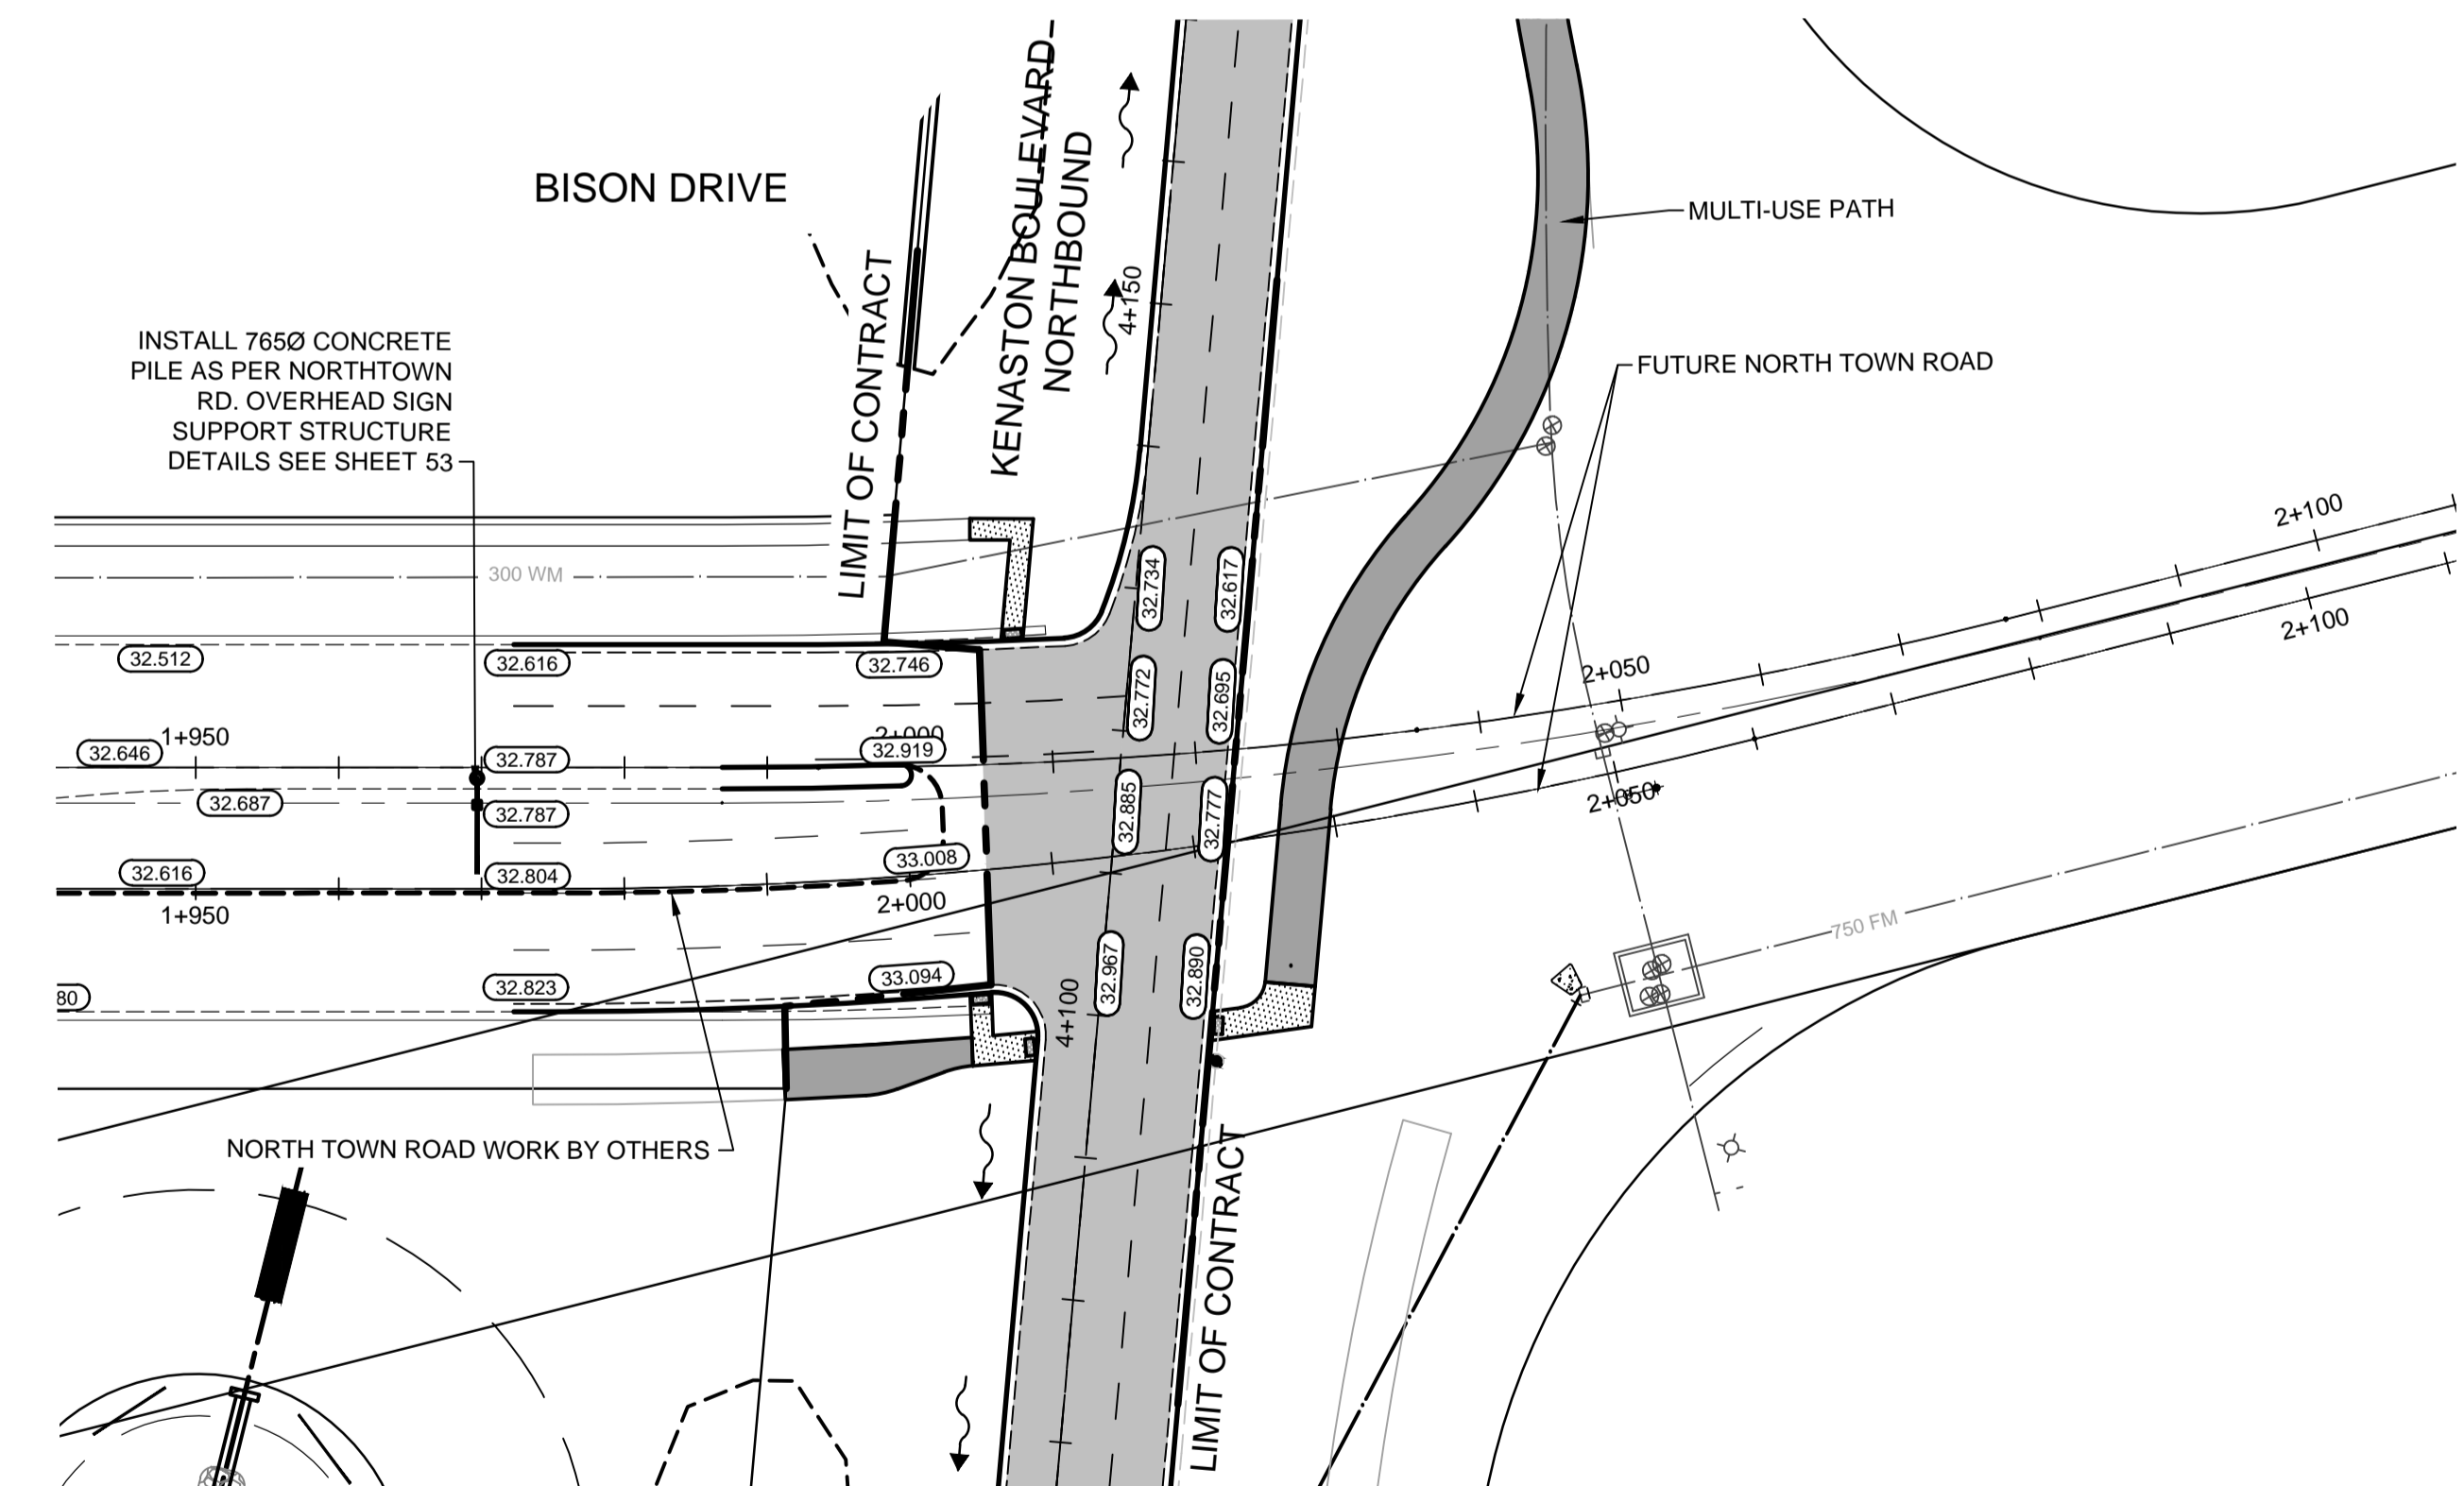 BISON DRIVE
KENASTON BOULEVARD
NORTHBOUND
LIMIT OF CONTRACT
4+150
MULTI-USE PATH
INSTALL 765Ø CONCRETE
PILE AS PER NORTHTOWN
RD. OVERHEAD SIGN
SUPPORT STRUCTURE
DETAILS SEE SHEET 53
FUTURE NORTH TOWN ROAD
2+100
2+100
300 WM
32.734
32.617
32.512
32.616
32.746
32.772
32.695
2+050
1+950
2+000
32.646
32.787
32.919
32.687
32.787
32.885
32.777
2+050
32.616
32.804
33.008
1+950
2+000
750 FM
32.967
32.890
80
32.823
33.094
4+100
NORTH TOWN ROAD WORK BY OTHERS
LIMIT OF CONTRACT